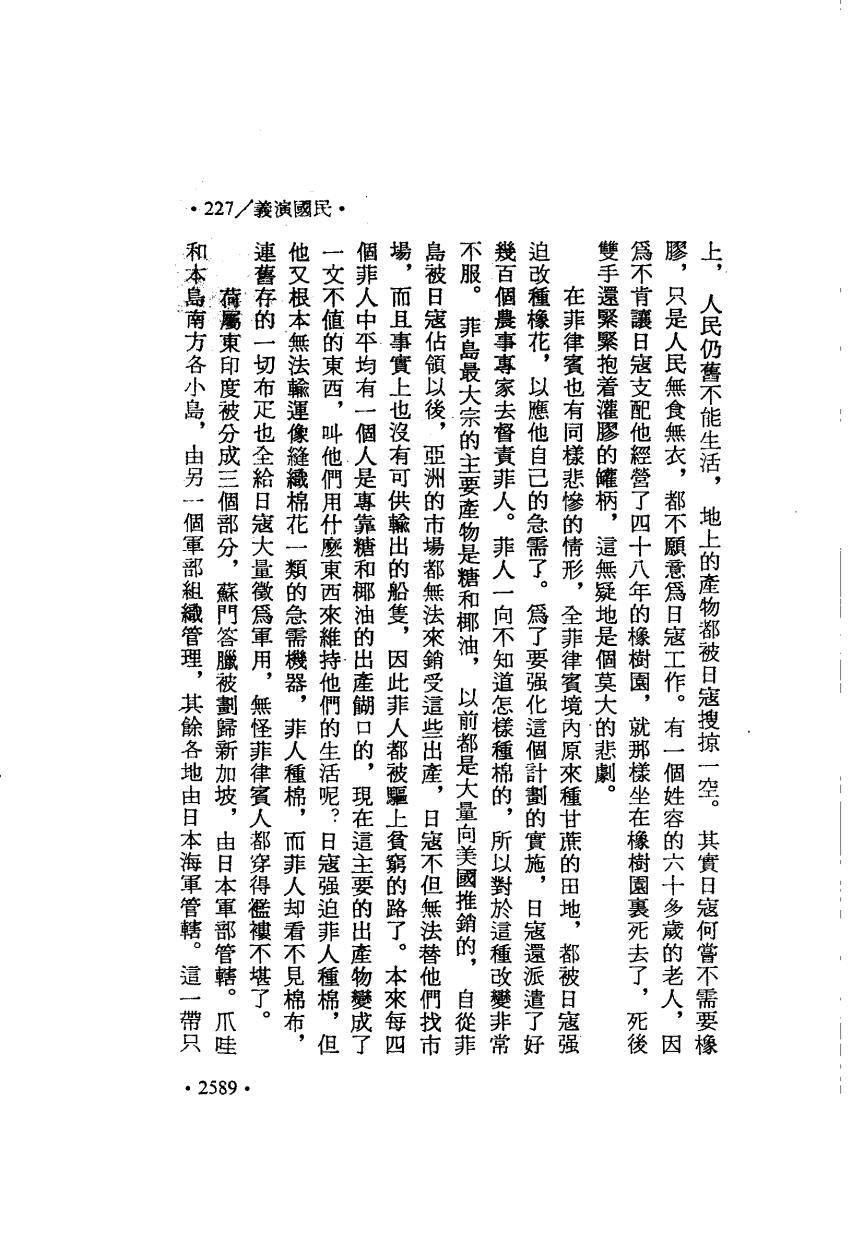 ·227/義演國民·
上，人民仍舊不能生活，地上的產物都被日寇搜掠一空。其實日寇何嘗不需要橡
膠，只是人民無食無衣，都不願意爲日寇工作。有一個姓容的六十多歲的老人，因
爲不肯讓日寇支配他經營了四十八年的橡樹園，就那樣坐在橡樹園裏死去了，死後
雙手還緊緊抱着灌膠的罐柄，這無疑地是個莫大的悲劇。
在菲律賓也有同樣悲慘的情形，全菲律賓境內原來種甘蔗的田地，都被日寇强
迫改種橡花，以應他自己的急需了。爲了要强化這個計劃的實施，日寇還派遣了好
幾百個農事專家去督責菲人。菲人一向不知道怎樣種棉的，所以對於這種改變非常
不服。菲島最大宗的主要產物是糖和椰油，以前都是大量向美國推銷的，自從菲
島被日寇佔領以後，亞洲的市場都無法來銷受這些出產，日寇不但無法替他們找市
場，而且事實上也沒有可供輸出的船隻，因此菲人都被驅上貧窮的路了。本來每四
個菲人中平均有一個人是專靠糖和椰油的出產餬口的，現在這主要的出產物變成了
一文不值的東西，叫他們用什麼東西來維持他們的生活呢？日寇强迫菲人種棉，但
他又根本無法輸運像縫織棉花一類的急需機器，菲人種棉，而菲人却看不見棉布，
連舊存的一切布疋也全給日寇大量徵爲軍用，無怪菲律賓人都穿得襤褸不堪了。
荷屬東印度被分成三個部分，蘇門答臘被劃歸新加坡，由日本軍部管轄。爪哇
和本島南方各小島，由另一個軍部組織管理，其餘各地由日本海軍管轄。這一帶只
·2589·